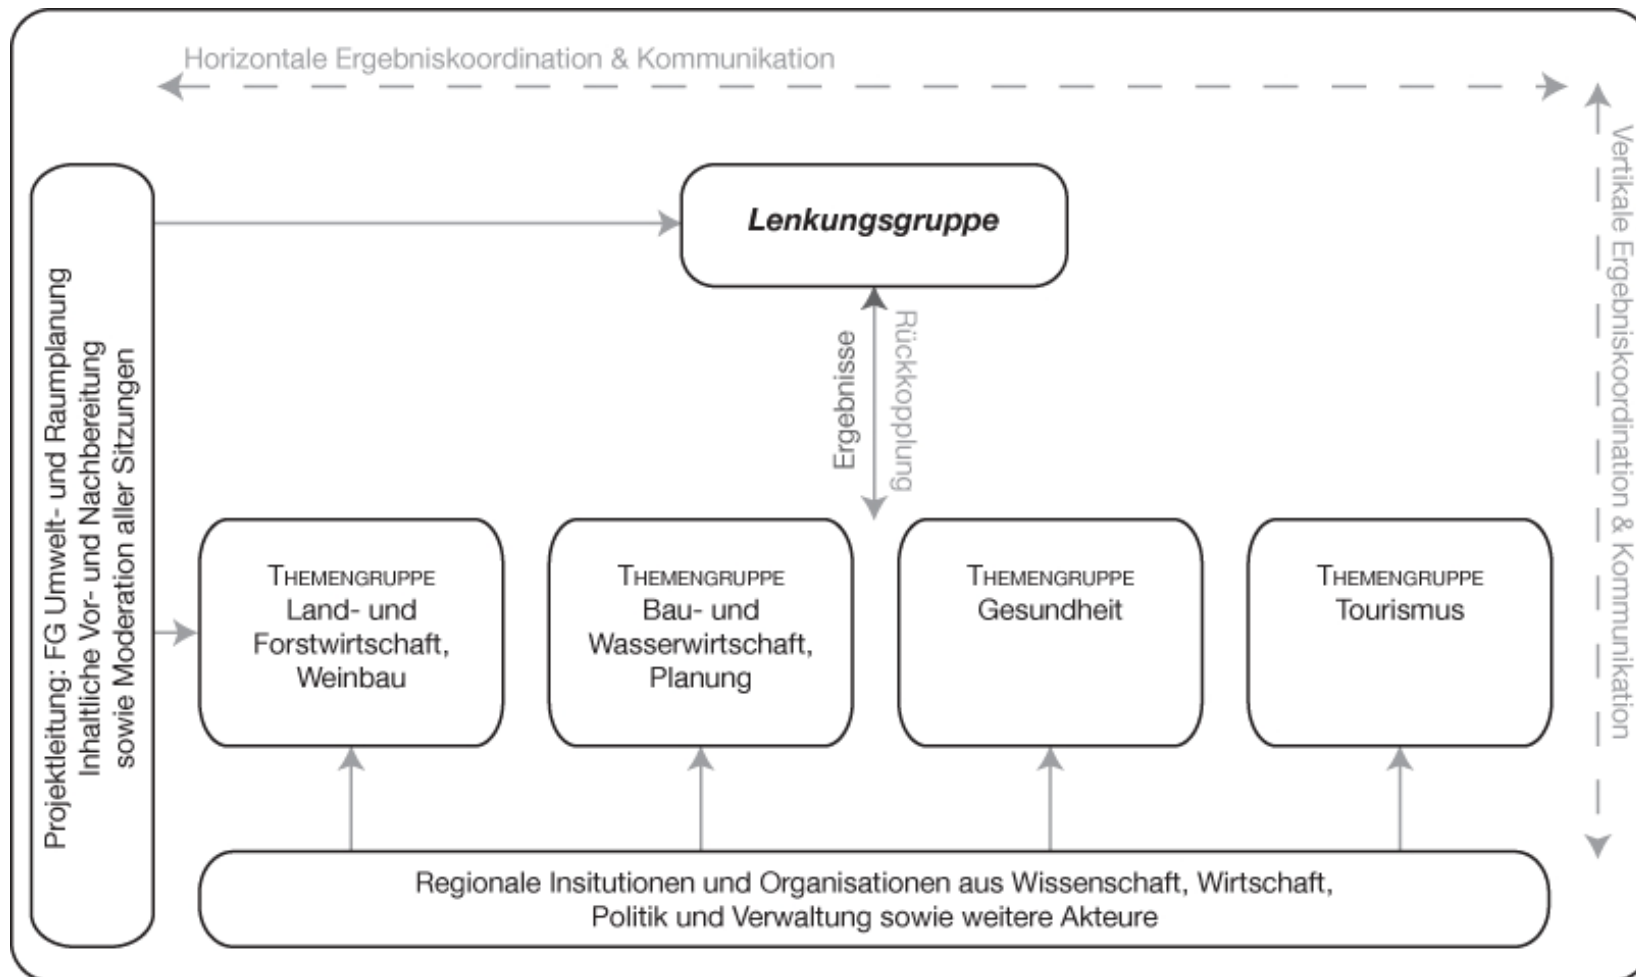 Horizontale Ergebniskoordination & Kommunikation
Vertikale Ergebniskoordination & Kommunikation
Projektleitung: FG Umwelt- und Raumplanung
Inhaltliche Vor- und Nachbereitung
sowie Moderation aller Sitzungen
Lenkungsgruppe
Ergebnisse
Rückkopplung
THEMENGRUPPE
Land- und
Forstwirtschaft,
Weinbau
THEMENGRUPPE
Bau- und
Wasserwirtschaft,
Planung
THEMENGRUPPE
Gesundheit
THEMENGRUPPE
Tourismus
Regionale Insitutionen und Organisationen aus Wissenschaft, Wirtschaft,
Politik und Verwaltung sowie weitere Akteure